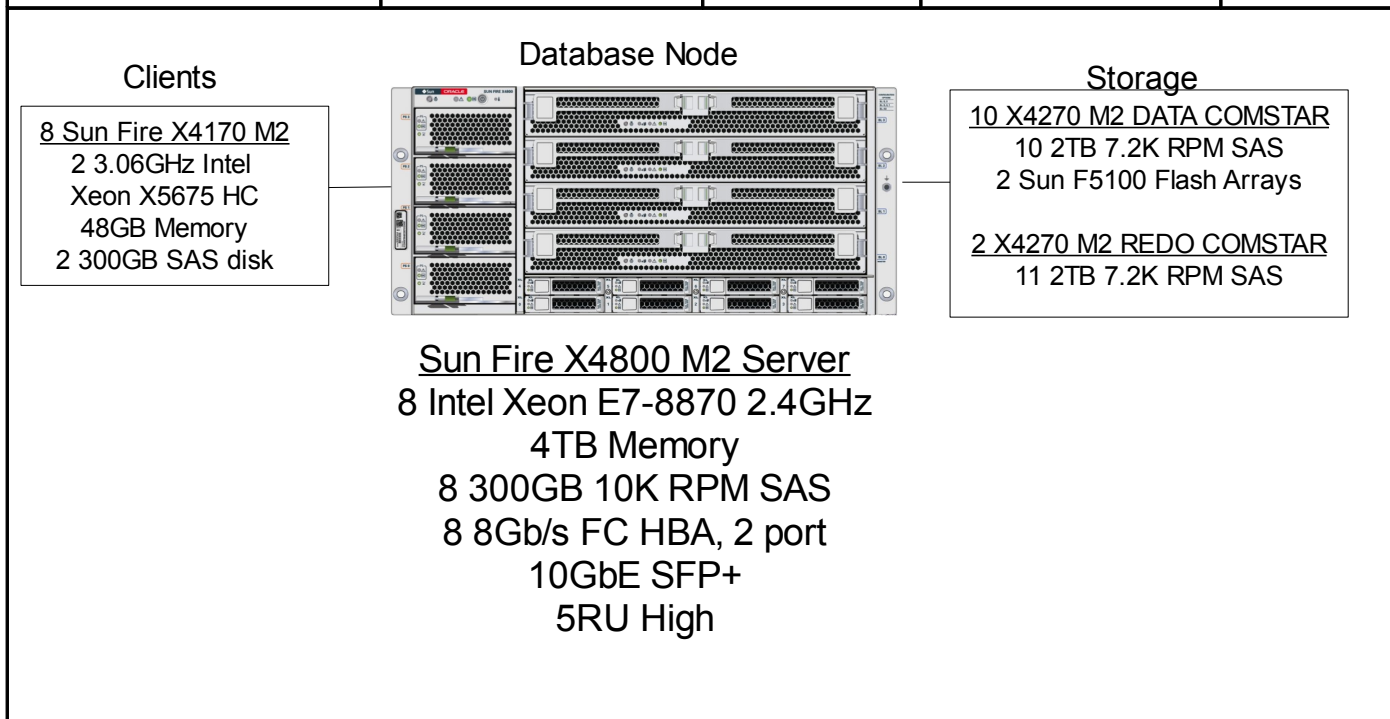 Clients
8 Sun Fire X4170 M2
2 3.06GHz Intel
Xeon X5675 HC
48GB Memory
2 300GB SAS disk
Database Node
Sun Fire X4800 M2 Server
8 Intel Xeon E7-8870 2.4GHz
4TB Memory
8 300GB 10K RPM SAS
8 8Gb/s FC HBA, 2 port
10GbE SFP+
5RU High
Storage
10 X4270 M2 DATA COMSTAR
10 2TB 7.2K RPM SAS
2 Sun F5100 Flash Arrays
2 X4270 M2 REDO COMSTAR
11 2TB 7.2K RPM SAS